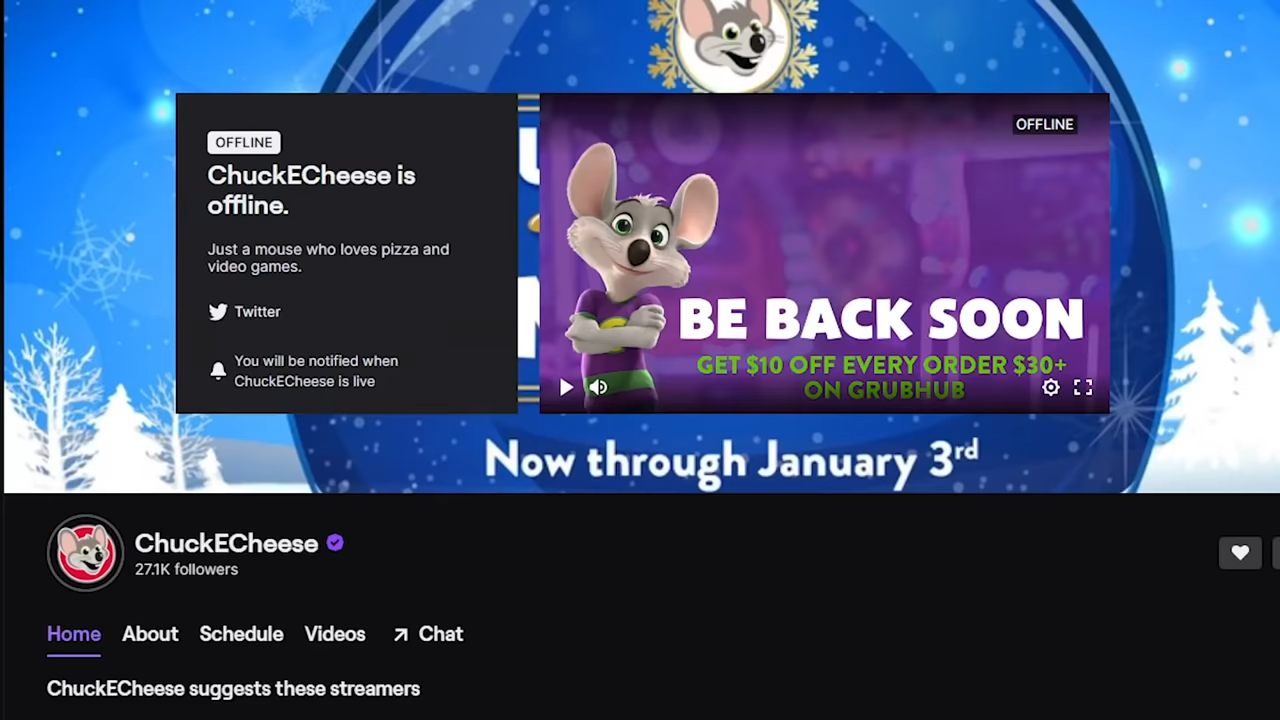 OFFLINE
ChuckECheese is
offline.
Just a mouse who loves pizza and
video games.
Twitter
You will be notified when
ChuckECheese is live
OFFLINE
BE BACK SOON
GET $10 OFF EVERY ORDER $30+
ON GRUBHUB
Now through January 3rd
ChuckECheese
27.1K followers
Home About Schedule Videos Chat
ChuckECheese suggests these streamers